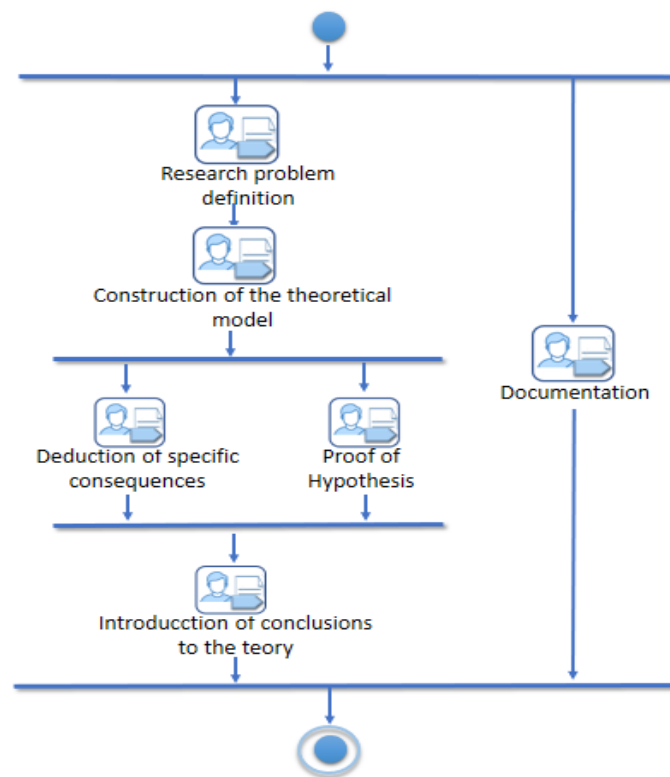 Research problem
definition
Construction of the theoretical
model
Deduction of specific
consequences
Proof of
Hypothesis
Documentation
Introducction of conclusions
to the teory